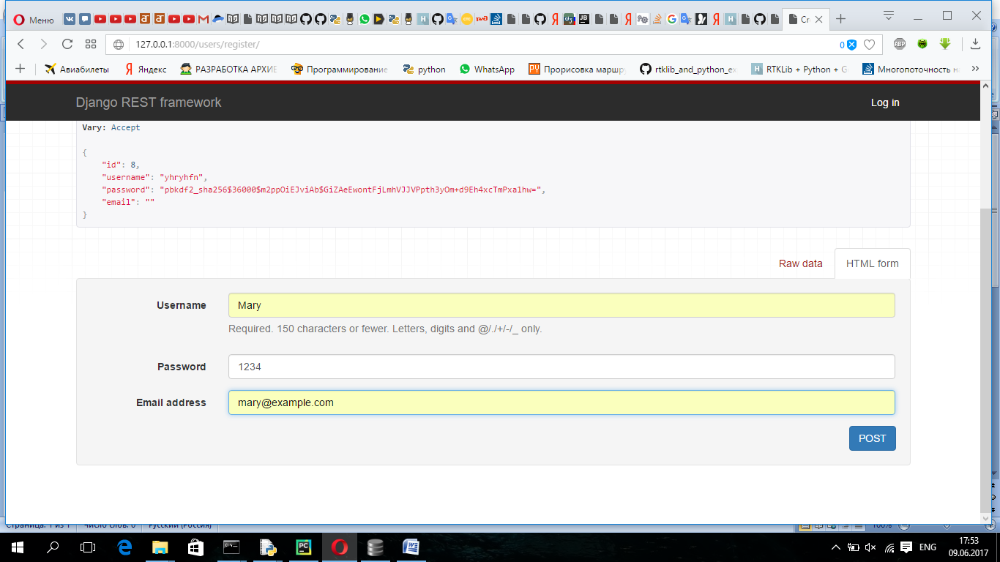 Меню
Cr
127.0.0.1:8000/users/register/
0
ABP
Авиабилеты
Яндекс
РАЗРАБОТКА АРХИ
Программирование
python
WhatsApp
Прорисовка маршр
rtklib_and_python_ex
RTKLib + Python + G
Многопоточность н
Django REST framework
Log in
Vary: Accept
{
"id": 8,
"username": "yhryhfn",
"password": "pbkdf2_sha256$36000$m2ppOiEJviAb$GiZAeEwontFjLmhVJJVPpth3yOm+d9Eh4xcTmPxa1hw=",
"email": ""
}
Raw data
HTML form
Username
Mary
Required. 150 characters or fewer. Letters, digits and @/./+/-/_ only.
Password
1234
Email address
mary@example.com
POST
Страница: 1 из 1
Число слов: 0
Русский (Россия)
100%
ENG
17:53
09.06.2017